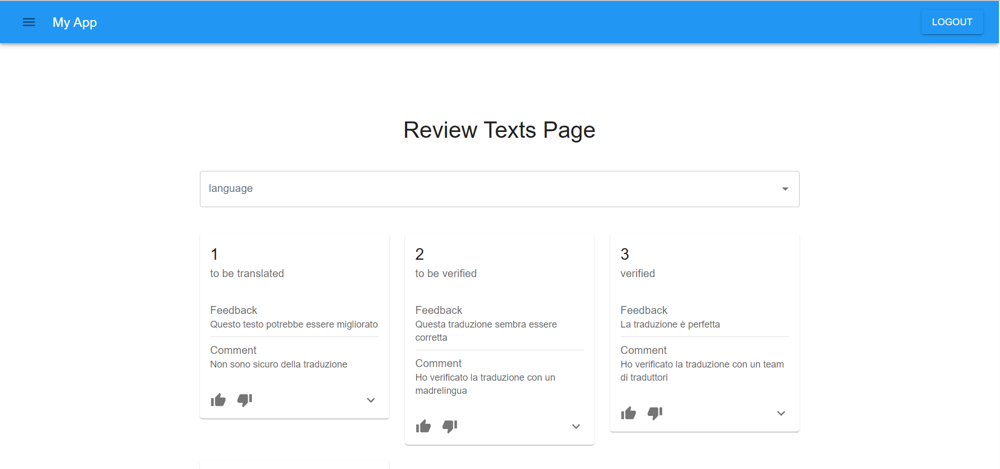 My App
LOGOUT
Review Texts Page
language
1
to be translated
Feedback
Questo testo potrebbe essere migliorato
Comment
Non sono sicuro della traduzione
2
to be verified
Feedback
Questa traduzione sembra essere
corretta
Comment
Ho verificato la traduzione con un
madrelingua
3
verified
Feedback
La traduzione è perfetta
Comment
Ho verificato la traduzione con un team
di traduttori